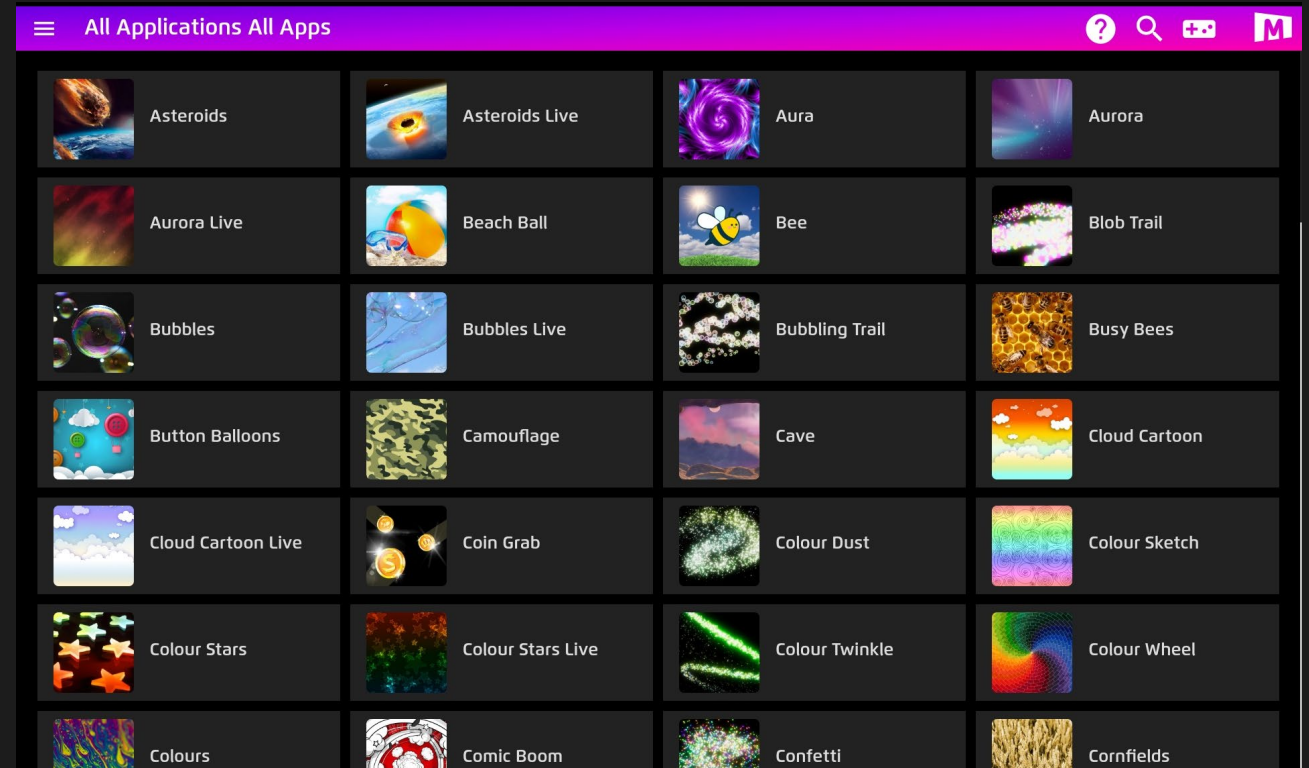 All Applications All Apps
? M
Asteroids
Asteroids Live
Aura
Aurora
Aurora Live
Beach Ball
Bee
Blob Trail
Bubbles
Bubbles Live
Bubbling Trail
Busy Bees
Button Balloons
Camouflage
Cave
Cloud Cartoon
Cloud Cartoon Live
Coin Grab
Colour Dust
Colour Sketch
Colour Stars
Colour Stars Live
Colour Twinkle
Colour Wheel
Colours
Comic Boom
Confetti
Cornfields